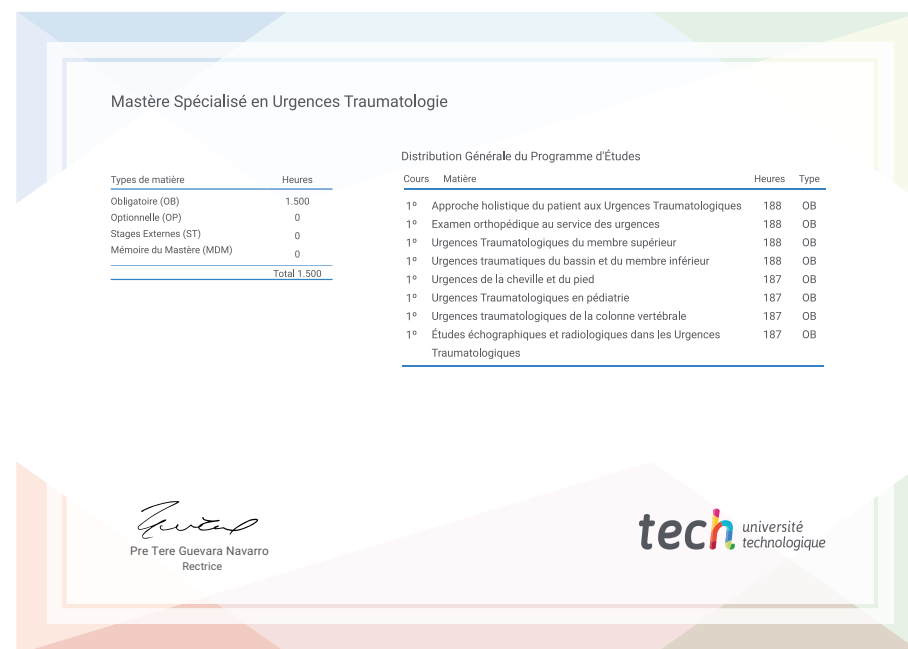 Mastère Spécialisé en Urgences Traumatologie
Types de matière Heures
Obligatoire (OB) 1.500
Optionnelle (OP) 0
Stages Externes (ST) 0
Mémoire du Mastère (MDM) 0
Total 1.500
Distribution Générale du Programme d'Études
Cours Matière Heures Type
1º Approche holistique du patient aux Urgences Traumatologiques 188 OB
1º Examen orthopédique au service des urgences 188 OB
1º Urgences Traumatologiques du membre supérieur 188 OB
1º Urgences traumatiques du bassin et du membre inférieur 188 OB
1º Urgences de la cheville et du pied 187 OB
1º Urgences Traumatologiques en pédiatrie 187 OB
1º Urgences traumatologiques de la colonne vertébrale 187 OB
1º Études échographiques et radiologiques dans les Urgences 187 OB
Traumatologiques
Pre Tere Guevara Navarro
Rectrice
tech université
technologique